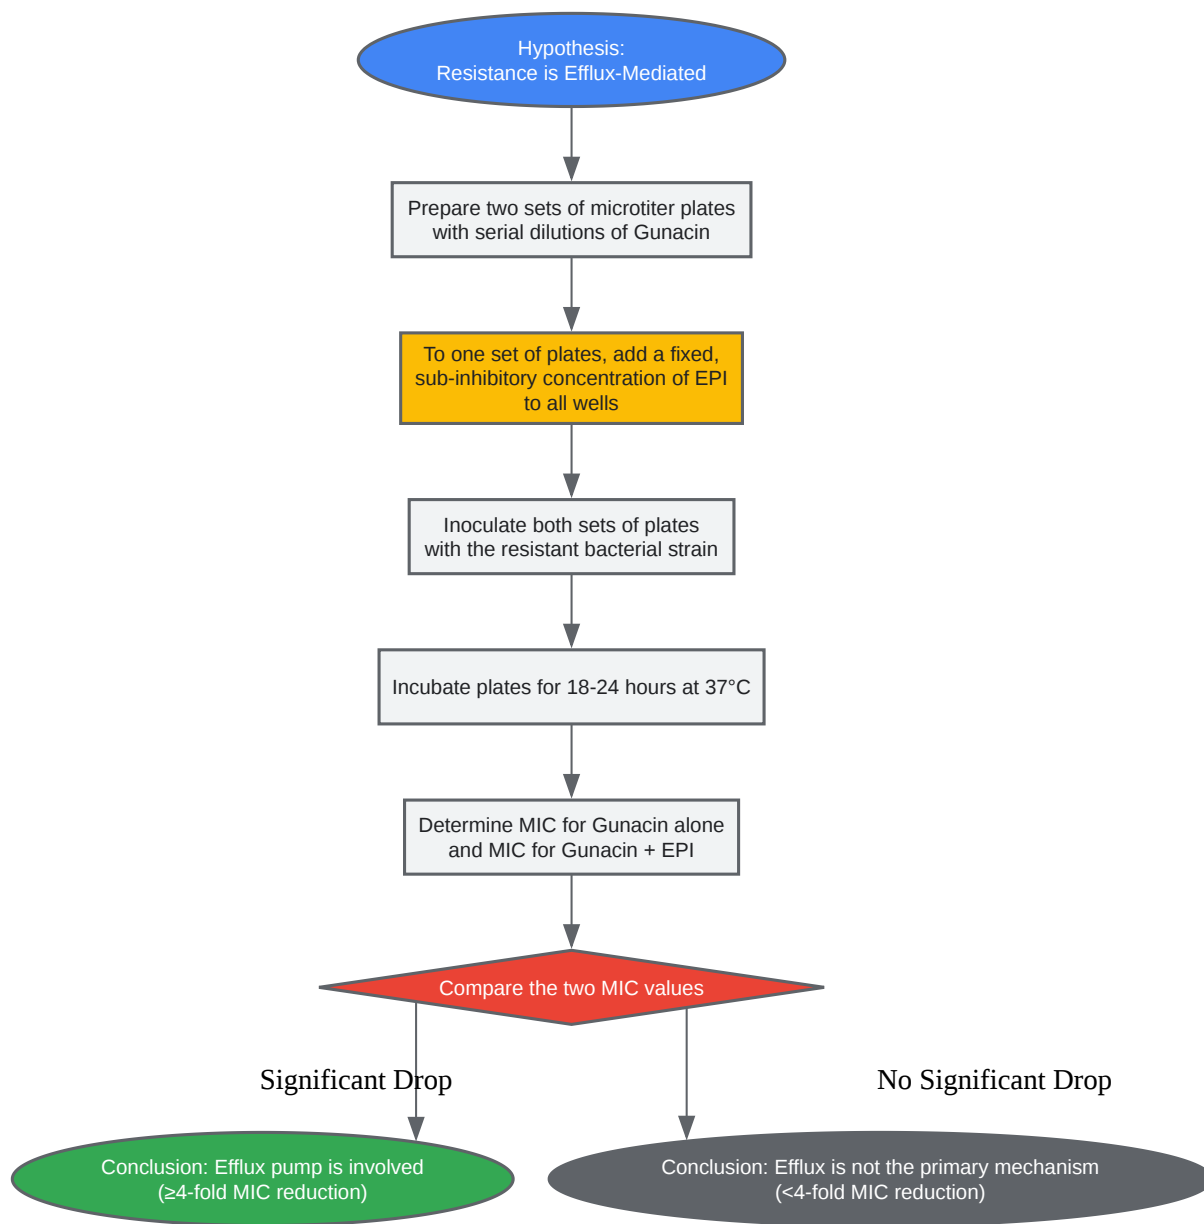 Hypothesis:
Resistance is Efflux-Mediated
Prepare two sets of microtiter plates
with serial dilutions of Gunacin
To one set of plates, add a fixed,
sub-inhibitory concentration of EPI
to all wells
Inoculate both sets of plates
with the resistant bacterial strain
Incubate plates for 18-24 hours at 37°C
Determine MIC for Gunacin alone
and MIC for Gunacin + EPI
Compare the two MIC values
Significant Drop
No Significant Drop
Conclusion: Efflux pump is involved
(≥4-fold MIC reduction)
Conclusion: Efflux is not the primary mechanism
(<4-fold MIC reduction)